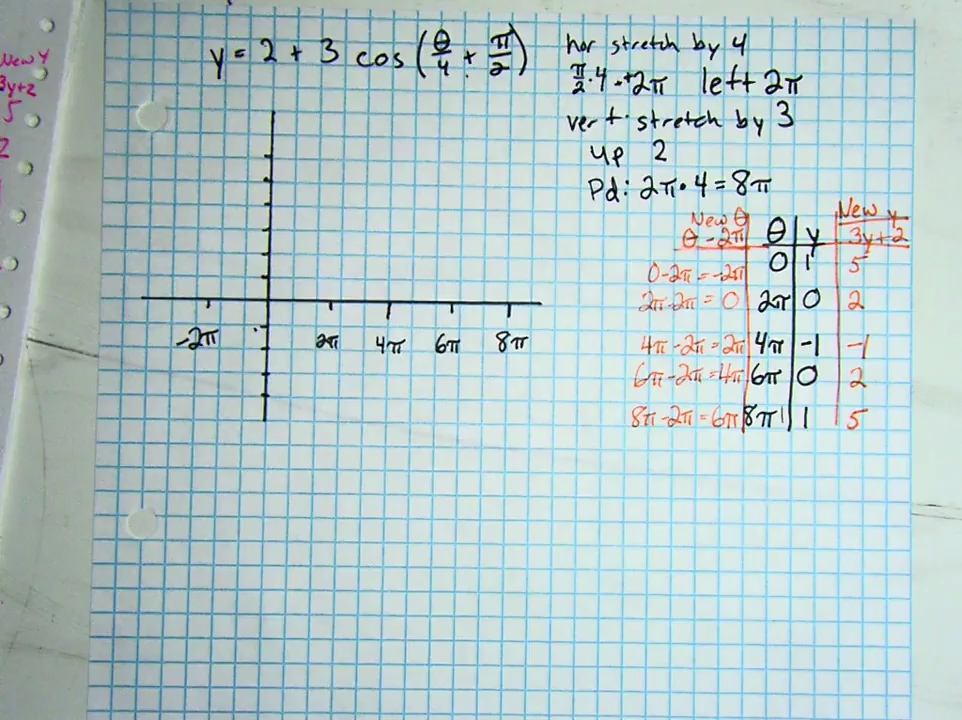 New Y
3y+2
5
2
y = 2 + 3 cos(θ/4 + π/2)
hor stretch by 4
π/2·4 → 2π left 2π
vert. stretch by 3
up 2
Pd: 2π·4 = 8π
New θ New y
θ-2π θ y 3y+2
0-2π=-2π 0 1 5
2π-2π=0 2π 0 2
4π-2π=2π 4π -1 -1
6π-2π=4π 6π 0 2
8π-2π=6π 8π 1 5
-2π 2π 4π 6π 8π